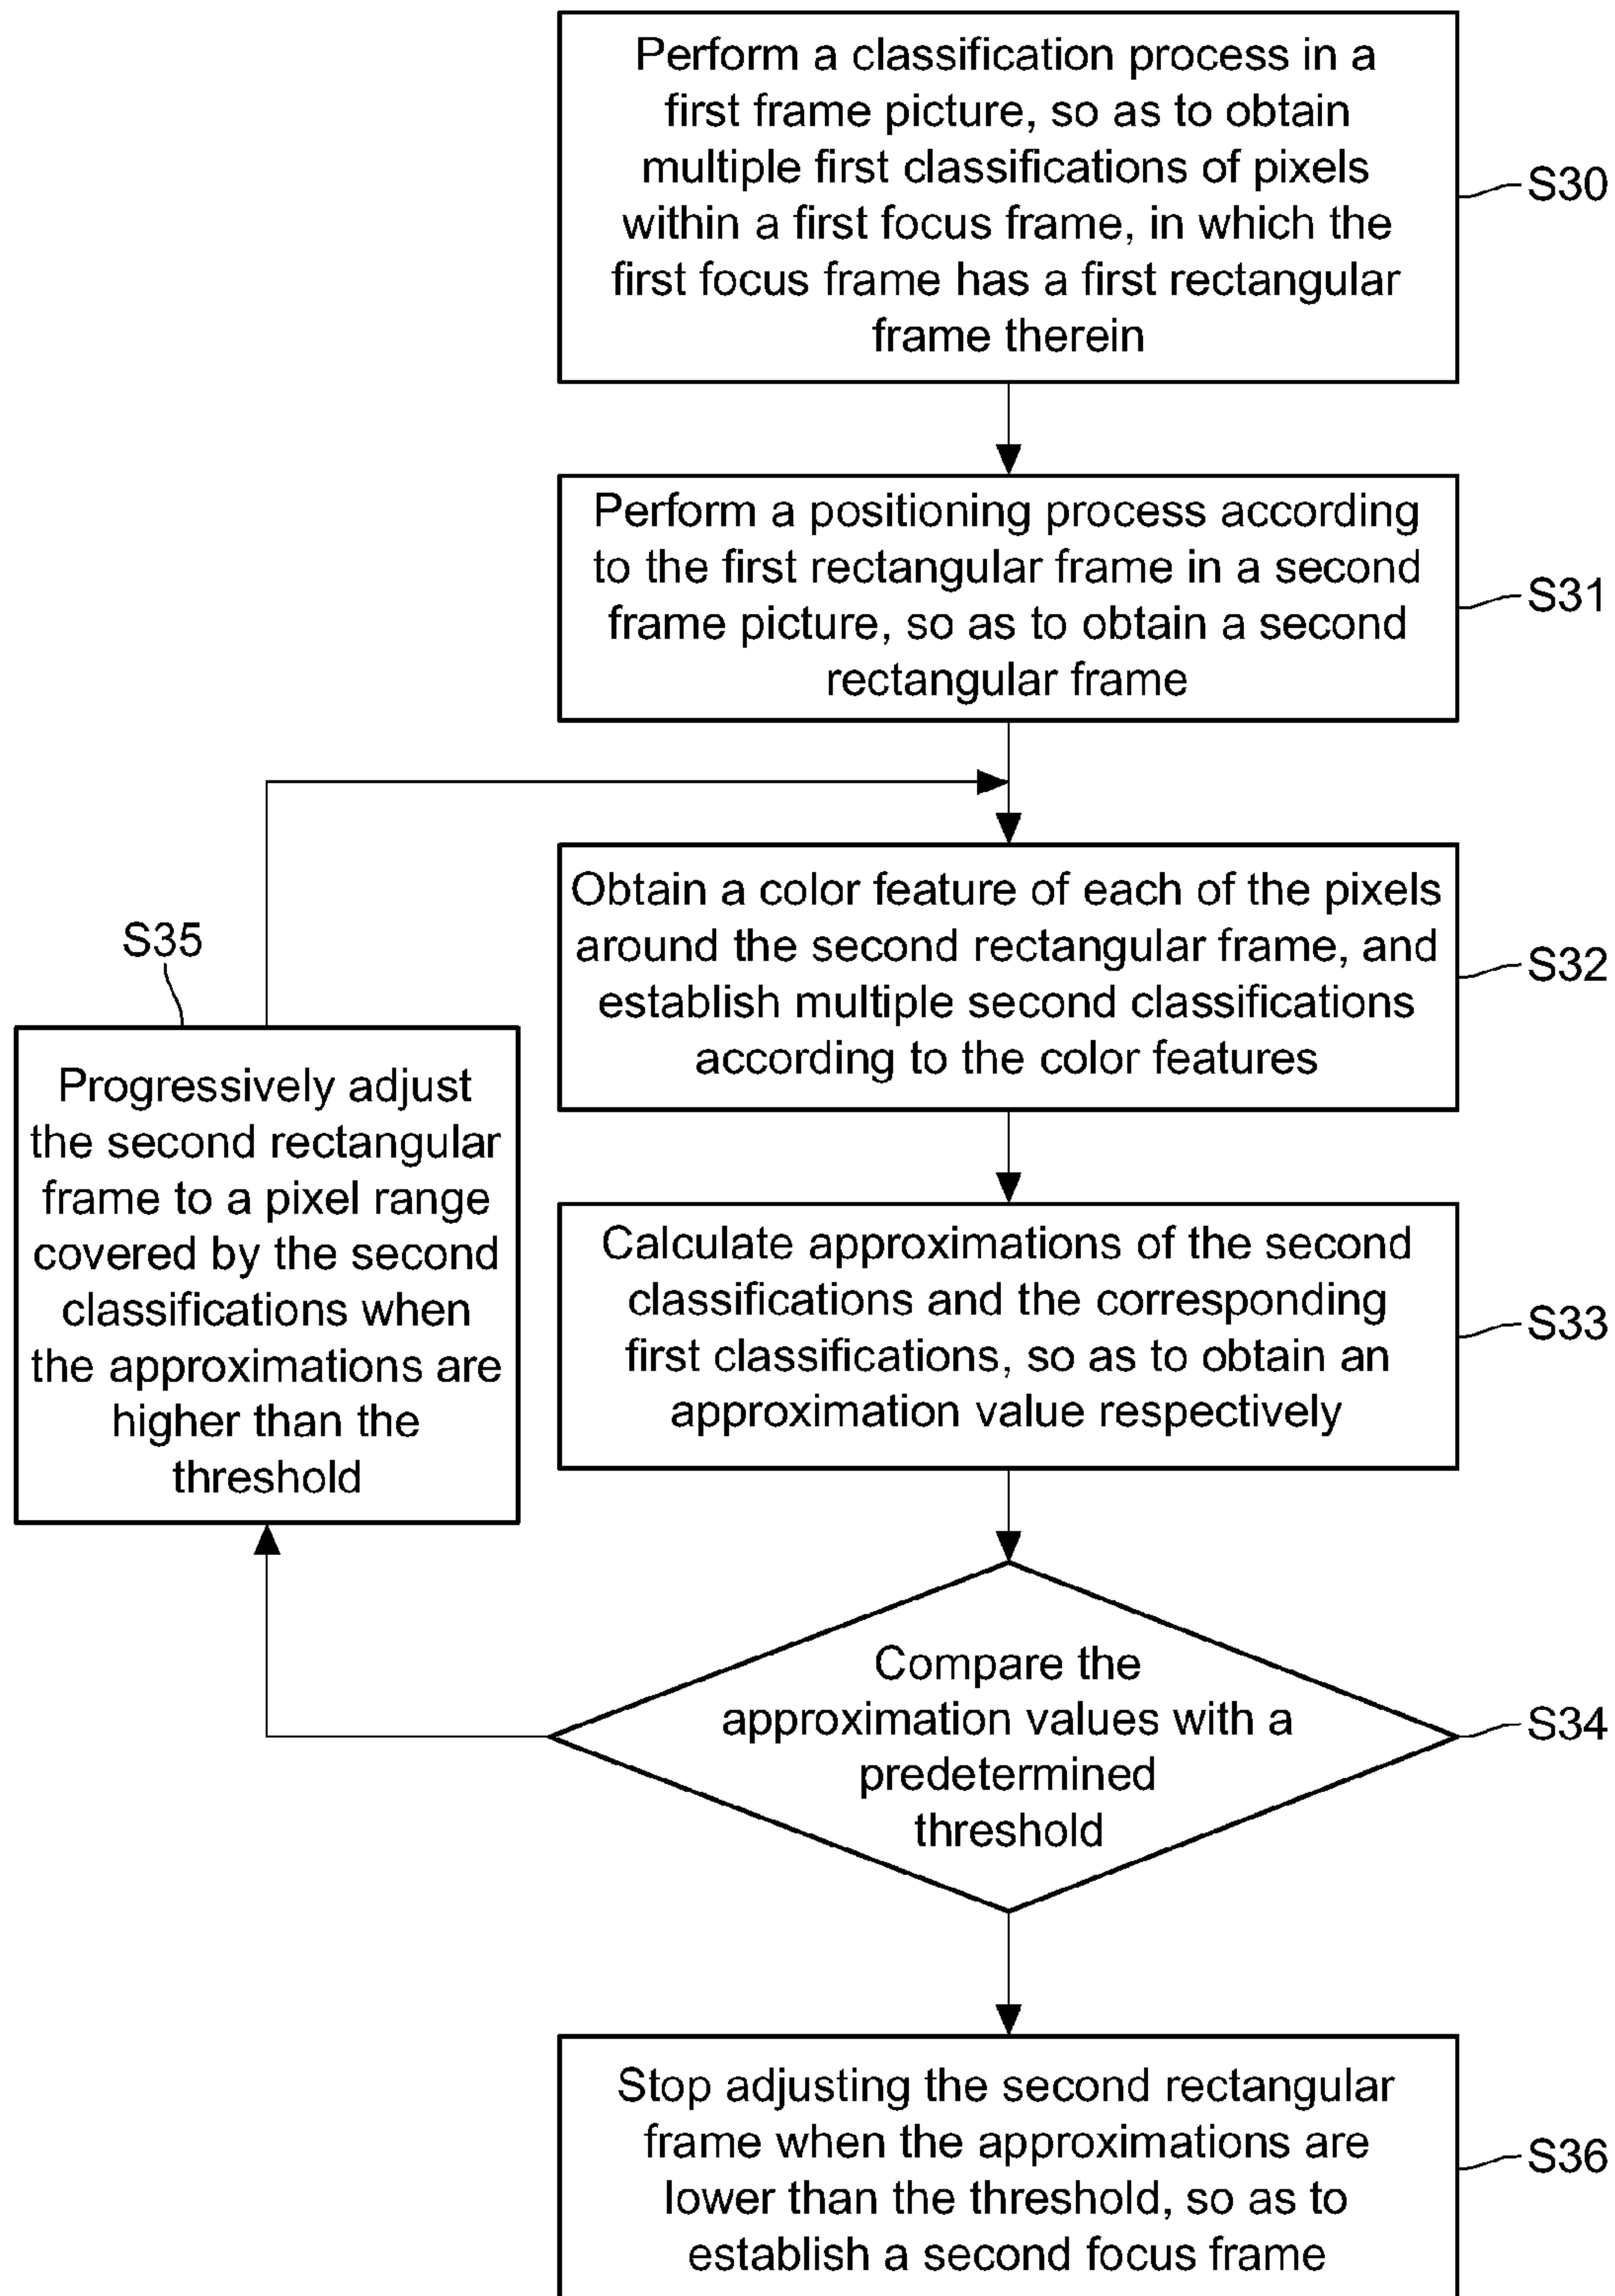 Perform a classification process in a
first frame picture, so as to obtain
multiple first classifications of pixels
within a first focus frame, in which the
first focus frame has a first rectangular
frame therein
S30
Perform a positioning process according
to the first rectangular frame in a second
frame picture, so as to obtain a second
rectangular frame
S31
Obtain a color feature of each of the pixels
around the second rectangular frame, and
establish multiple second classifications
according to the color features
S32
S35
Progressively adjust
the second rectangular
frame to a pixel range
covered by the second
classifications when
the approximations are
higher than the
threshold
Calculate approximations of the second
classifications and the corresponding
first classifications, so as to obtain an
approximation value respectively
S33
Compare the
approximation values with a
predetermined
threshold
S34
Stop adjusting the second rectangular
frame when the approximations are
lower than the threshold, so as to
establish a second focus frame
S36